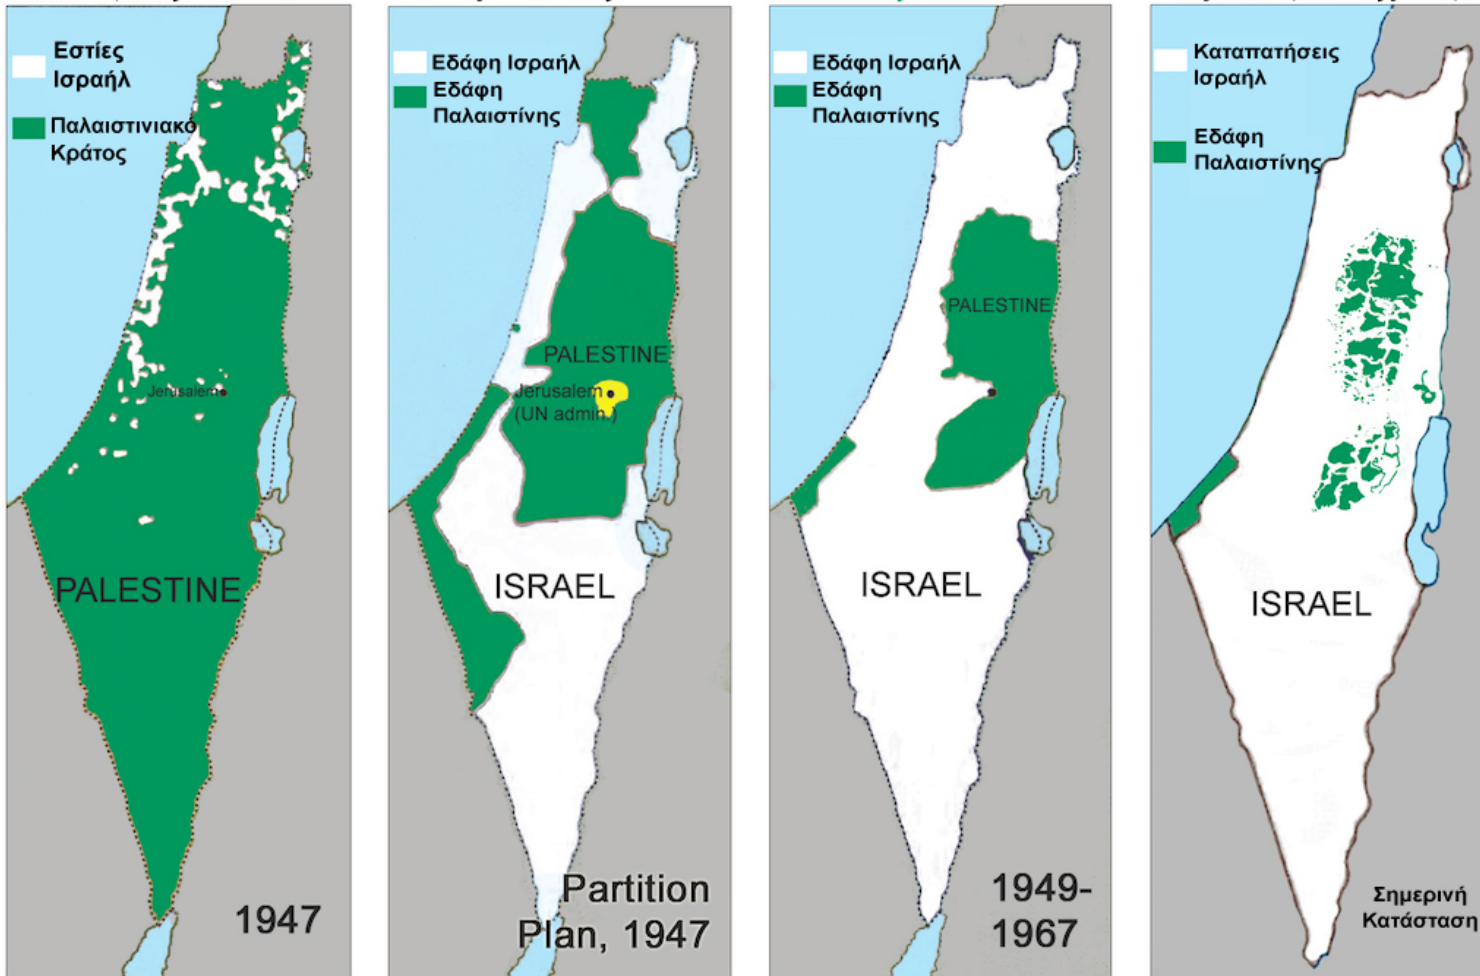 Εστίες
Ισραήλ
Παλαιστινιακό
Κράτος
Jerusalem
PALESTINE
1947
Εδάφη Ισραήλ
Εδάφη
Παλαιστίνης
PALESTINE
Jerusalem
(UN admin.)
ISRAEL
Partition
Plan, 1947
Εδάφη Ισραήλ
Εδάφη
Παλαιστίνης
PALESTINE
ISRAEL
1949-
1967
Καταπατήσεις
Ισραήλ
Εδάφη
Παλαιστίνης
ISRAEL
Σημερινή
Κατάσταση